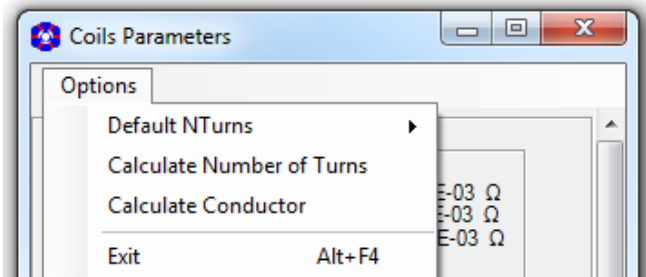 Coils Parameters
Options
Default NTurns
Calculate Number of Turns
E-03 Ω
Calculate Conductor
E-03 Ω
E-03 Ω
Exit Alt+F4